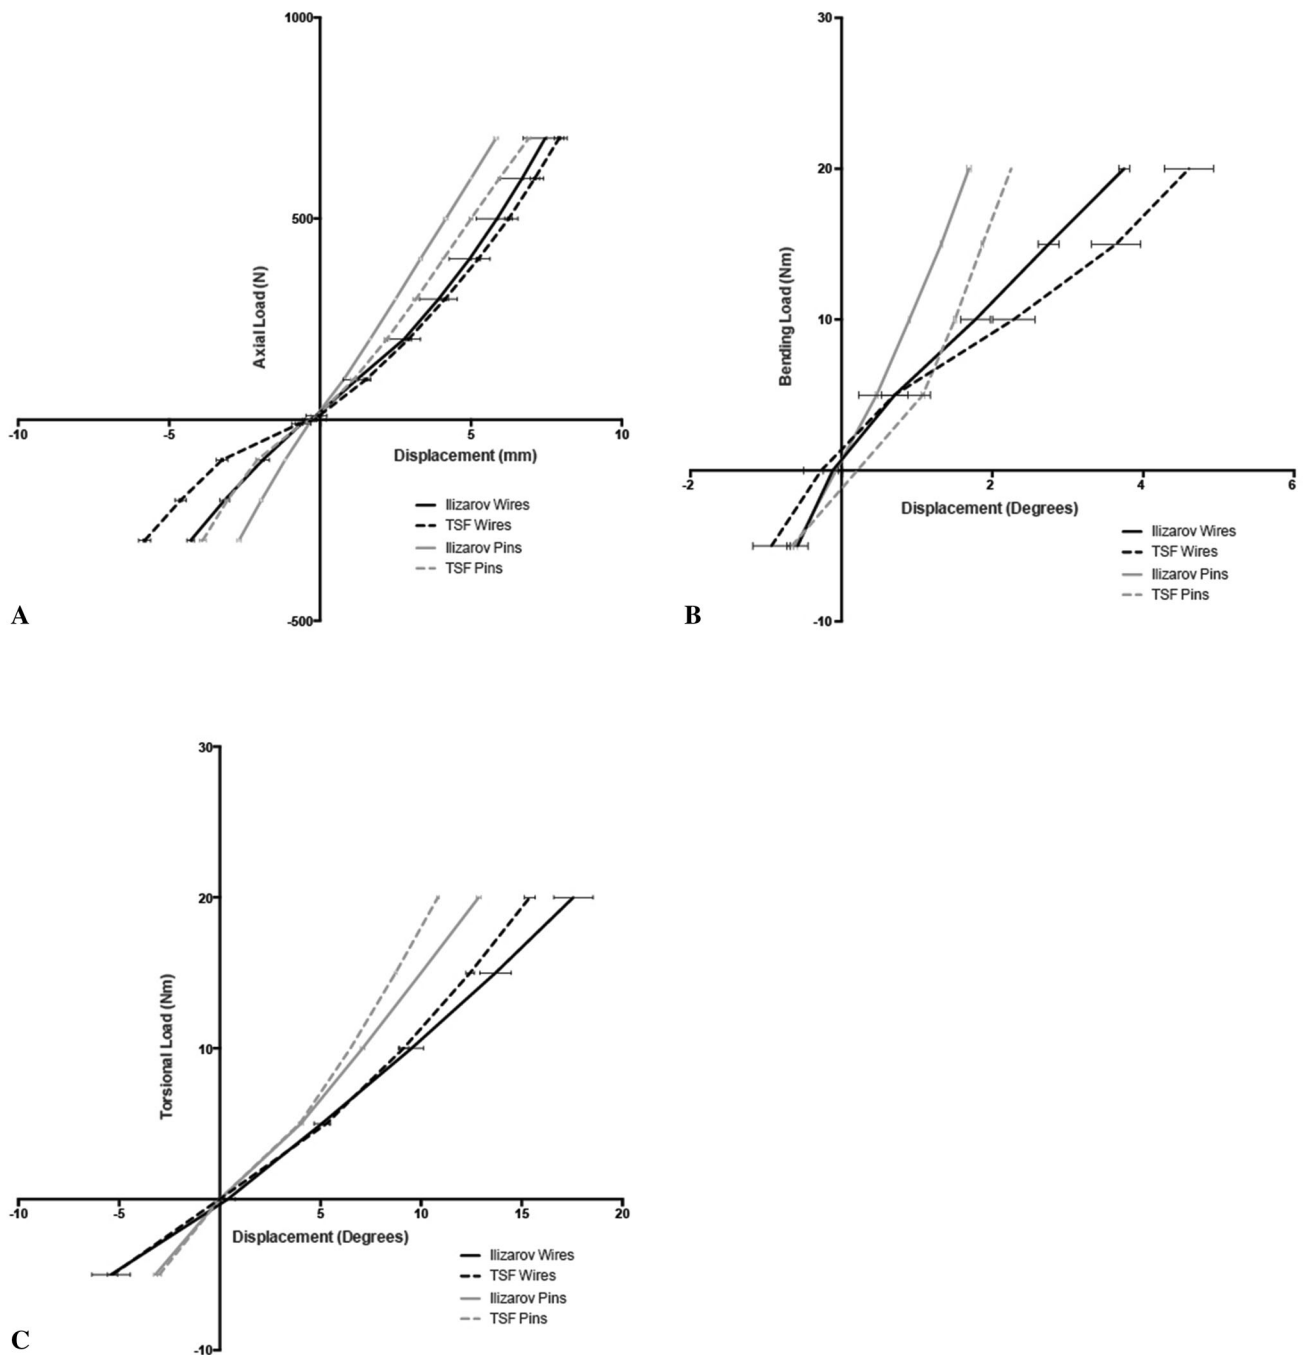 1000
500
Axial Load (N)
-10
-5
5
10
Displacement (mm)
Ilizarov Wires
TSF Wires
Ilizarov Pins
TSF Pins
-500
A
30
20
Bending Load (Nm)
10
-2
2
4
6
Displacement (Degrees)
Ilizarov Wires
TSF Wires
Ilizarov Pins
TSF Pins
-10
B
30
20
Torsional Load (Nm)
10
-10
-5
5
10
15
20
Displacement (Degrees)
Ilizarov Wires
TSF Wires
Ilizarov Pins
TSF Pins
-10
C